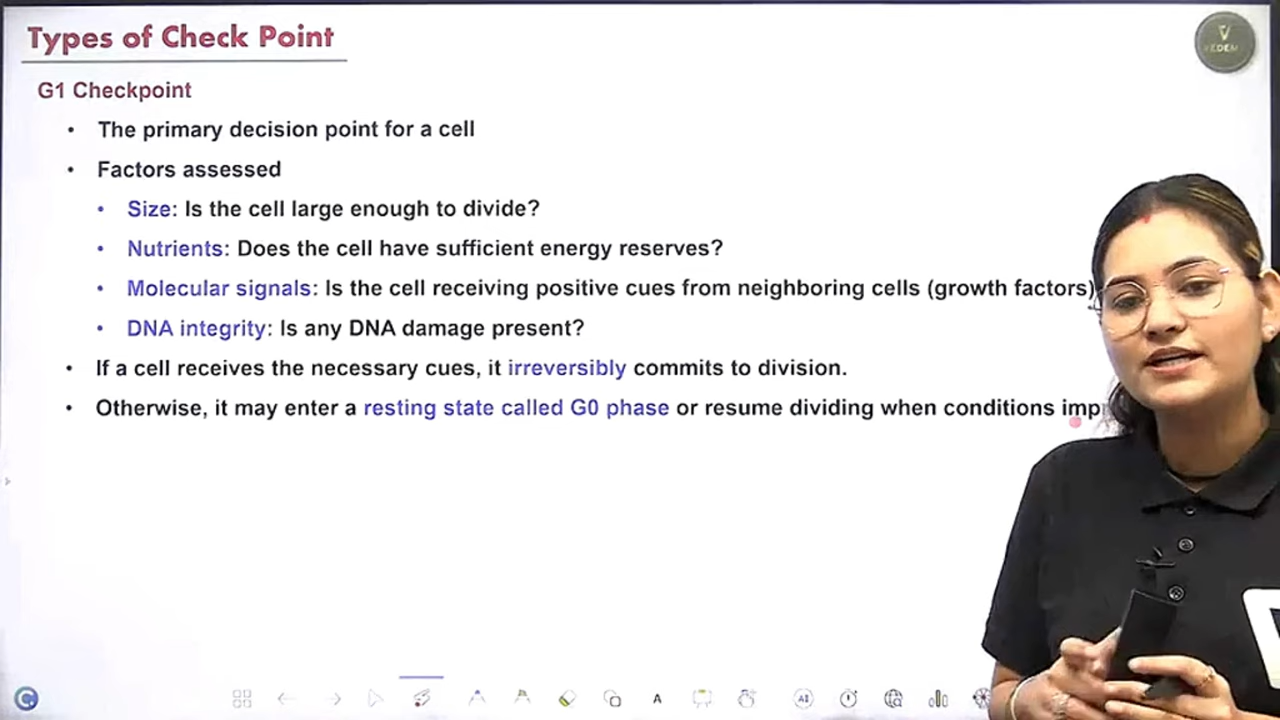 Types of Check Point
VEDEM
G1 Checkpoint
• The primary decision point for a cell
• Factors assessed
• Size: Is the cell large enough to divide?
• Nutrients: Does the cell have sufficient energy reserves?
• Molecular signals: Is the cell receiving positive cues from neighboring cells (growth factors)
• DNA integrity: Is any DNA damage present?
• If a cell receives the necessary cues, it irreversibly commits to division.
• Otherwise, it may enter a resting state called G0 phase or resume dividing when conditions imp
A
AI